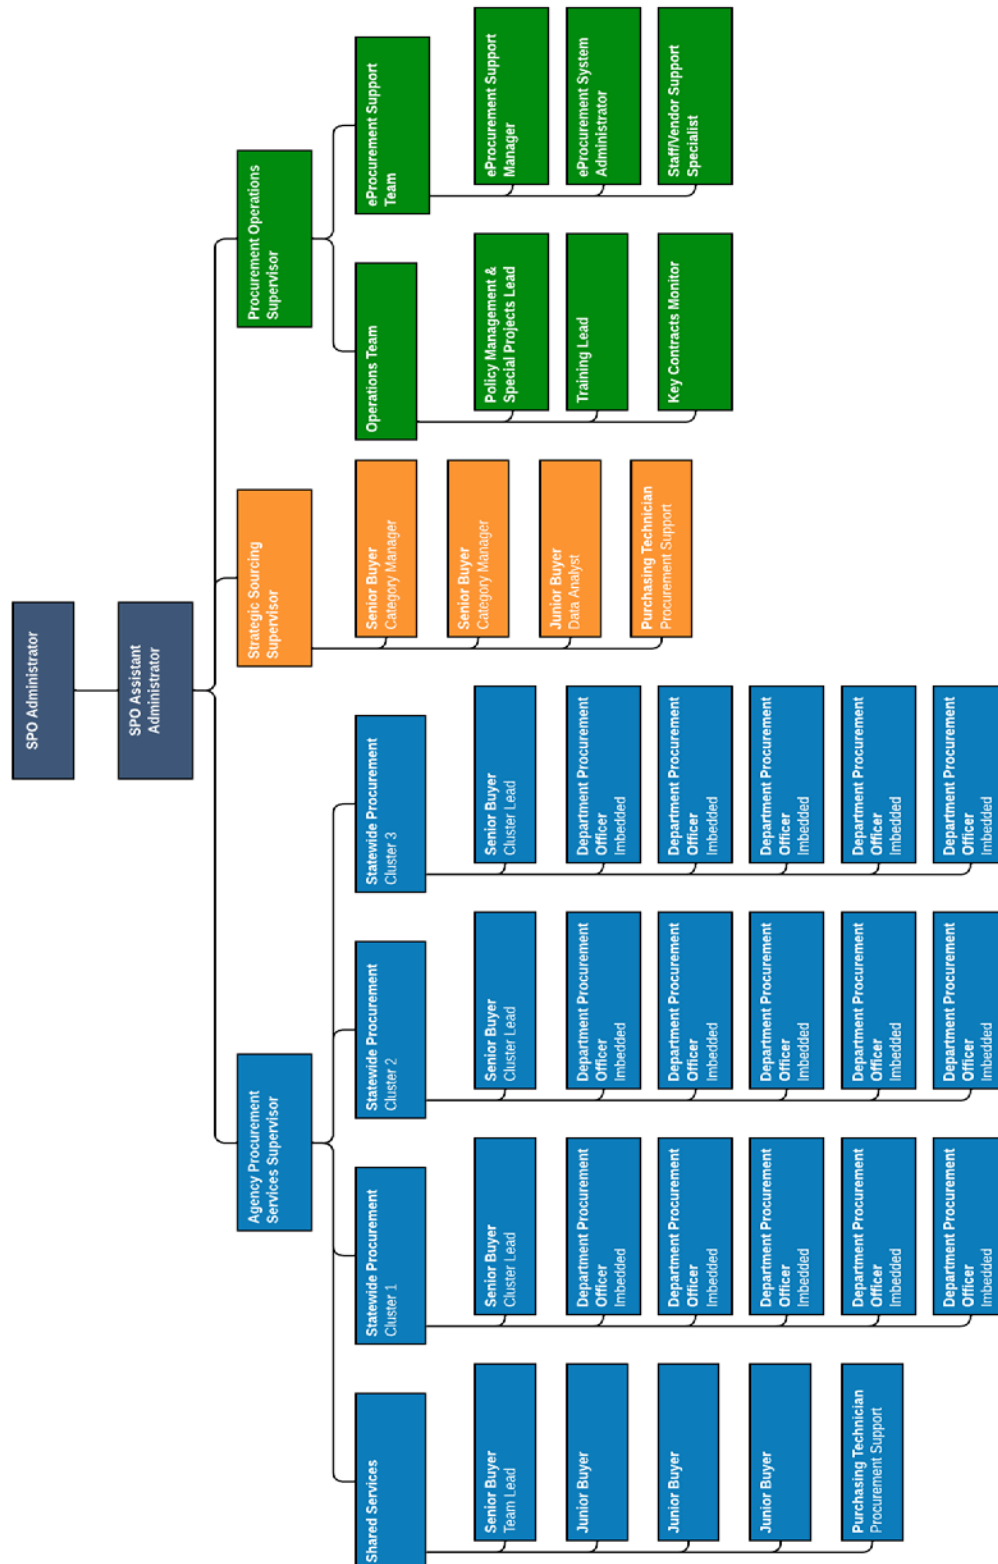 SPO Administrator
SPO Assistant
Administrator
Agency Procurement
Services Supervisor
Strategic Sourcing
Supervisor
Procurement Operations
Supervisor
Shared Services
Senior Buyer
Team Lead
Junior Buyer
Junior Buyer
Junior Buyer
Purchasing Technician
Procurement Support
Statewide Procurement
Cluster 1
Senior Buyer
Cluster Lead
Department Procurement
Officer
Imbedded
Department Procurement
Officer
Imbedded
Department Procurement
Officer
Imbedded
Department Procurement
Officer
Imbedded
Department Procurement
Officer
Imbedded
Statewide Procurement
Cluster 2
Senior Buyer
Cluster Lead
Department Procurement
Officer
Imbedded
Department Procurement
Officer
Imbedded
Department Procurement
Officer
Imbedded
Department Procurement
Officer
Imbedded
Department Procurement
Officer
Imbedded
Statewide Procurement
Cluster 3
Senior Buyer
Cluster Lead
Department Procurement
Officer
Imbedded
Department Procurement
Officer
Imbedded
Department Procurement
Officer
Imbedded
Department Procurement
Officer
Imbedded
Department Procurement
Officer
Imbedded
Senior Buyer
Category Manager
Senior Buyer
Category Manager
Junior Buyer
Data Analyst
Purchasing Technician
Procurement Support
Operations Team
Policy Management &
Special Projects Lead
Training Lead
Key Contracts Monitor
eProcurement Support
Team
eProcurement Support
Manager
eProcurement System
Administrator
Staff/Vendor Support
Specialist